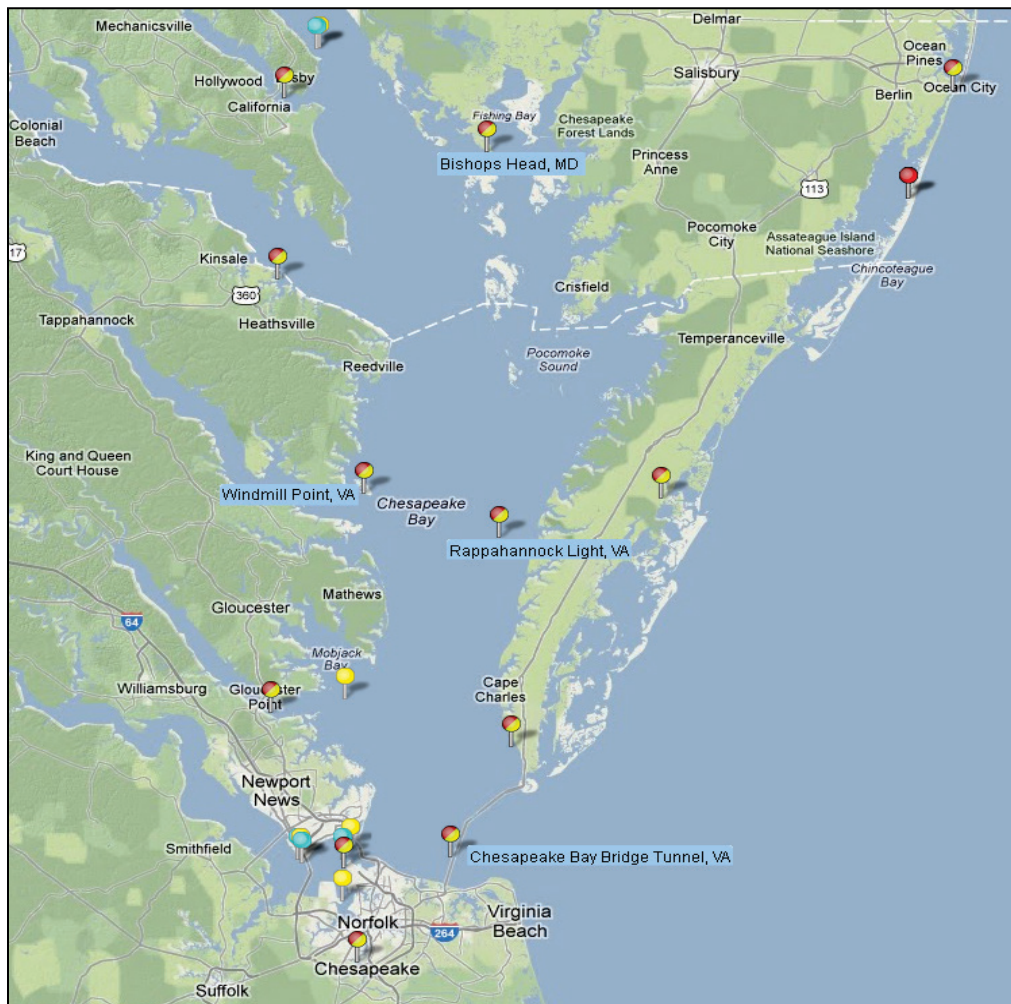 Mechanicsville
Delmar
Ocean
Pines
Hollywood
sby
Salisbury
Berlin
Ocean City
California
Fishing Bay
Chesapeake
Forest Lands
Colonial
Beach
Bishops Head, MD
Princess
Anne
113
Pocomoke
City
Assateague Island
National Seashore
17
Kinsale
Chincoteague
Bay
360
Crisfield
Tappahannock
Heathsville
Temperanceville
Reedville
Pocomoke
Sound
King and Queen
Court House
Windmill Point, VA
Chesapeake
Bay
Rappahannock Light, VA
Mathews
Gloucester
64
Mobjack
Bay
Williamsburg
Gloucester
Point
Cape
Charles
Newport
News
Smithfield
Chesapeake Bay Bridge Tunnel, VA
Norfolk
264
Virginia
Beach
Chesapeake
Suffolk